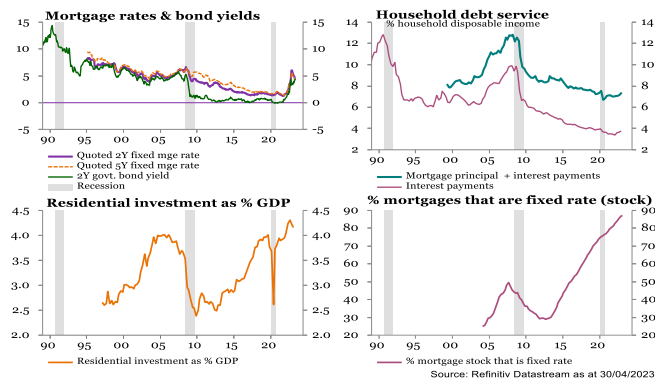 Mortgage rates & bond yields
15 15
10 10
5 5
0 0
-5 -5
90 95 00 05 10 15 20
Quoted 2Y fixed mge rate
Quoted 5Y fixed mge rate
2Y govt. bond yield
Recession
Household debt service
% household disposable income
14 14
12 12
10 10
8 8
6 6
4 4
2 2
90 95 00 05 10 15 20
Mortgage principal + interest payments
Interest payments
Residential investment as % GDP
4.5 4.5
4.0 4.0
3.5 3.5
3.0 3.0
2.5 2.5
2.0 2.0
90 95 00 05 10 15 20
Residential investment as % GDP
% mortgages that are fixed rate (stock)
90 90
80 80
70 70
60 60
50 50
40 40
30 30
20 20
90 95 00 05 10 15 20
% mortgage stock that is fixed rate
Source: Refinitiv Datastream as at 30/04/2023